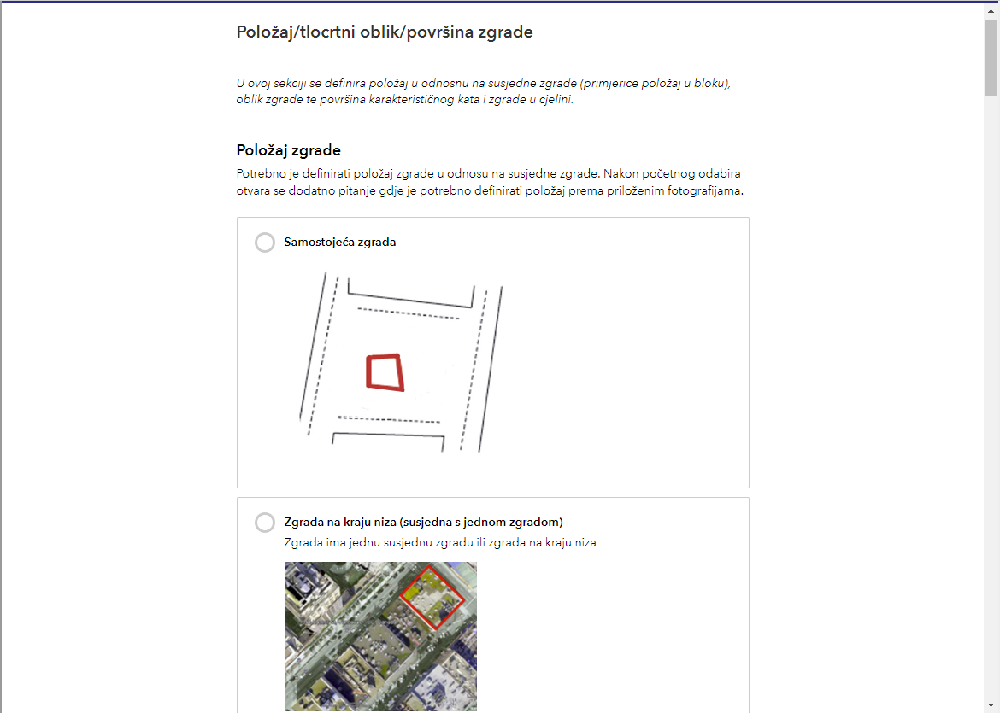 Položaj/tlocrtni oblik/površina zgrade
U ovoj sekciji se definira položaj u odnosnu na susjedne zgrade (primjerice položaj u bloku),
oblik zgrade te površina karakterističnog kata i zgrade u cjelini.
Položaj zgrade
Potrebno je definirati položaj zgrade u odnosu na susjedne zgrade. Nakon početnog odabira
otvara se dodatno pitanje gdje je potrebno definirati položaj prema priloženim fotografijama.
Samostojeća zgrada
Zgrada na kraju niza (susjedna s jednom zgradom)
Zgrada ima jednu susjednu zgradu ili zgrada na kraju niza